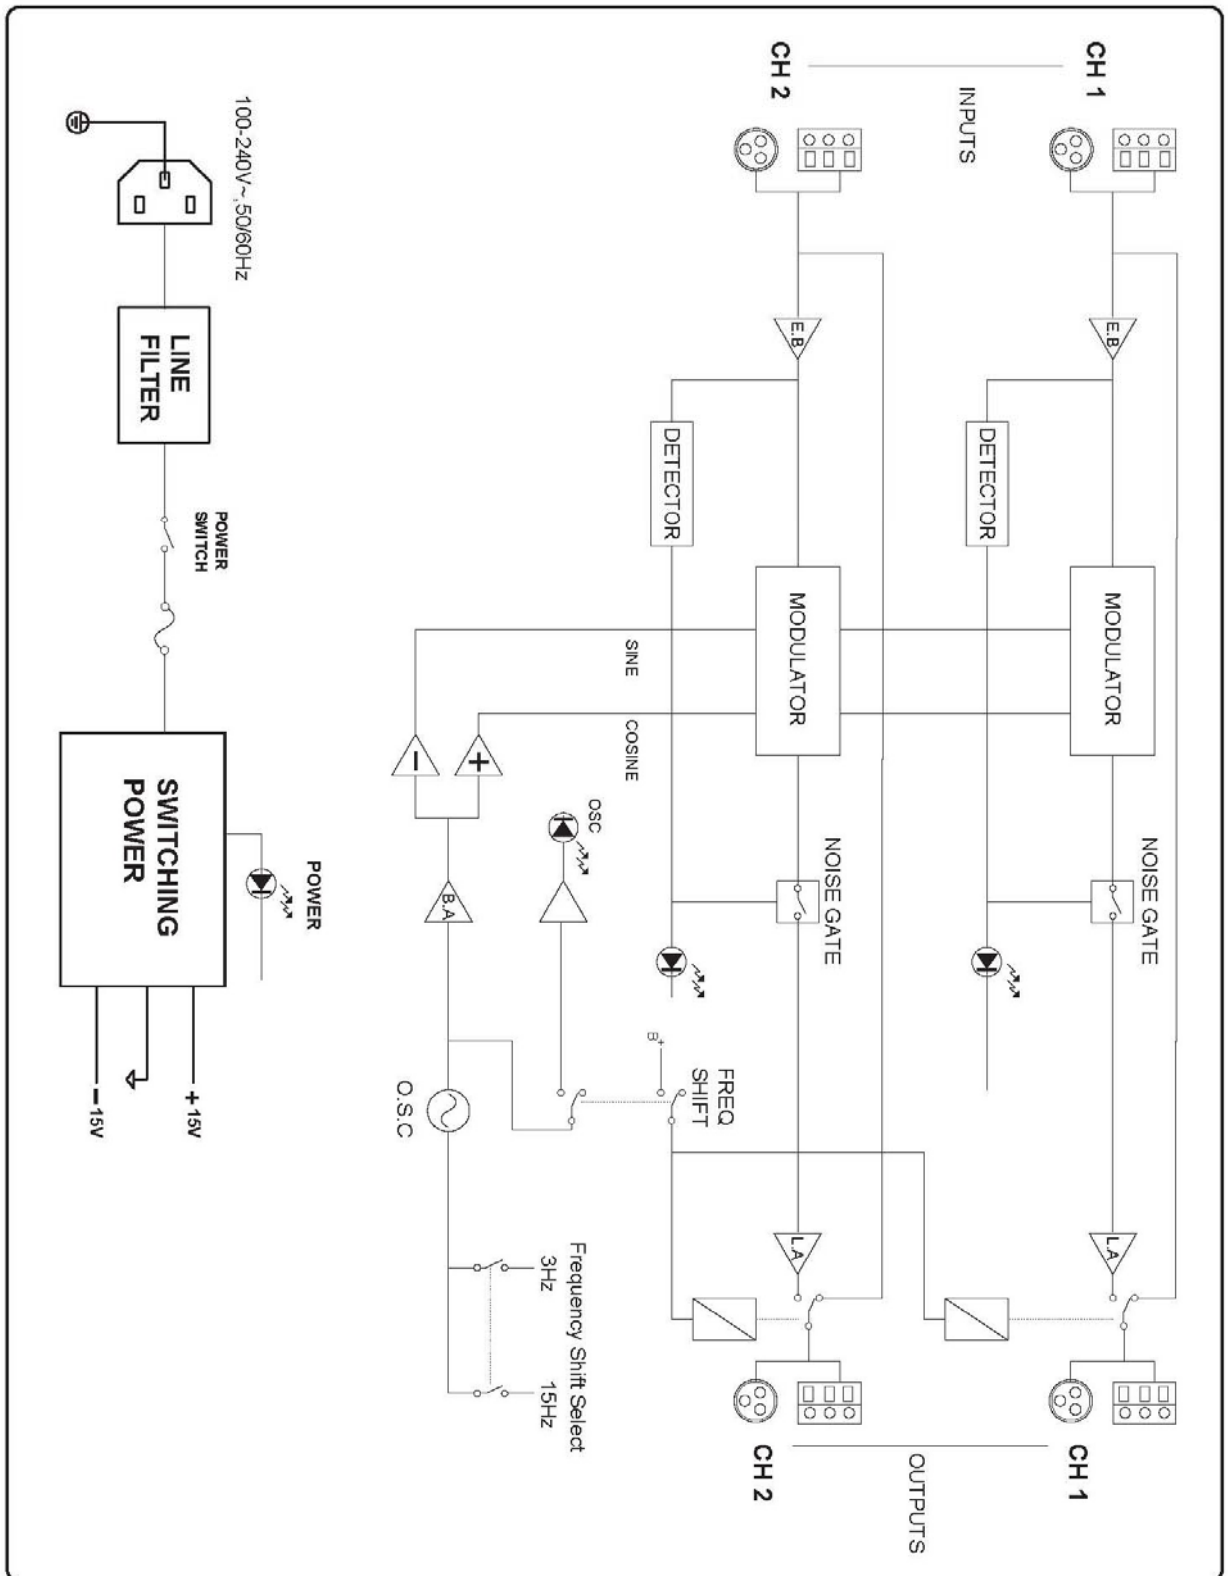 CH 1
INPUTS
CH 2
E.B
DETECTOR
MODULATOR
NOISE GATE
L.A
CH 1
OUTPUTS
E.B
DETECTOR
MODULATOR
NOISE GATE
L.A
CH 2
SINE
COSINE
FREQ
SHIFT
B+
OSC
+
−
B.A
O.S.C
Frequency Shift Select
3Hz
15Hz
100-240V~,50/60Hz
LINE
FILTER
POWER
SWITCH
POWER
SWITCHING
POWER
+15V
−15V